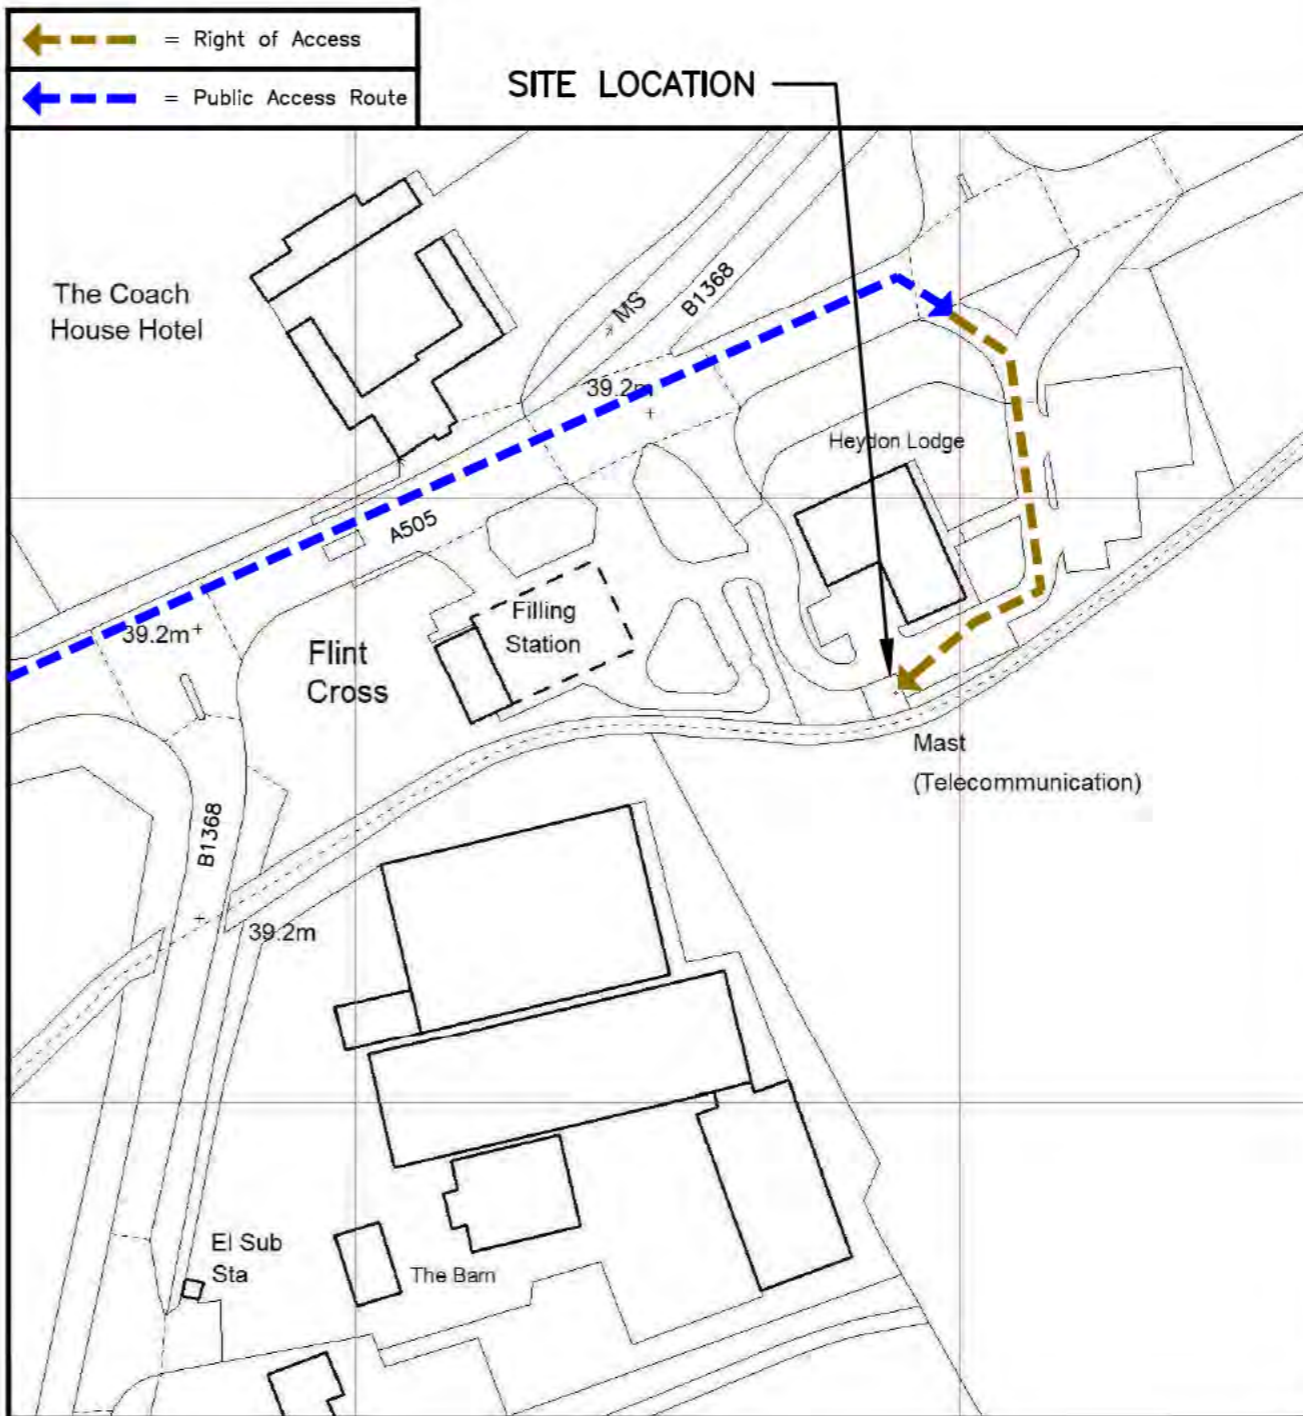 = Right of Access
= Public Access Route
SITE LOCATION
The Coach
House Hotel
MS
B1368
39.2m
Heydon Lodge
A505
39.2m
Filling
Station
Flint
Cross
Mast
(Telecommunication)
B1368
39.2m
El Sub
Sta
The Barn